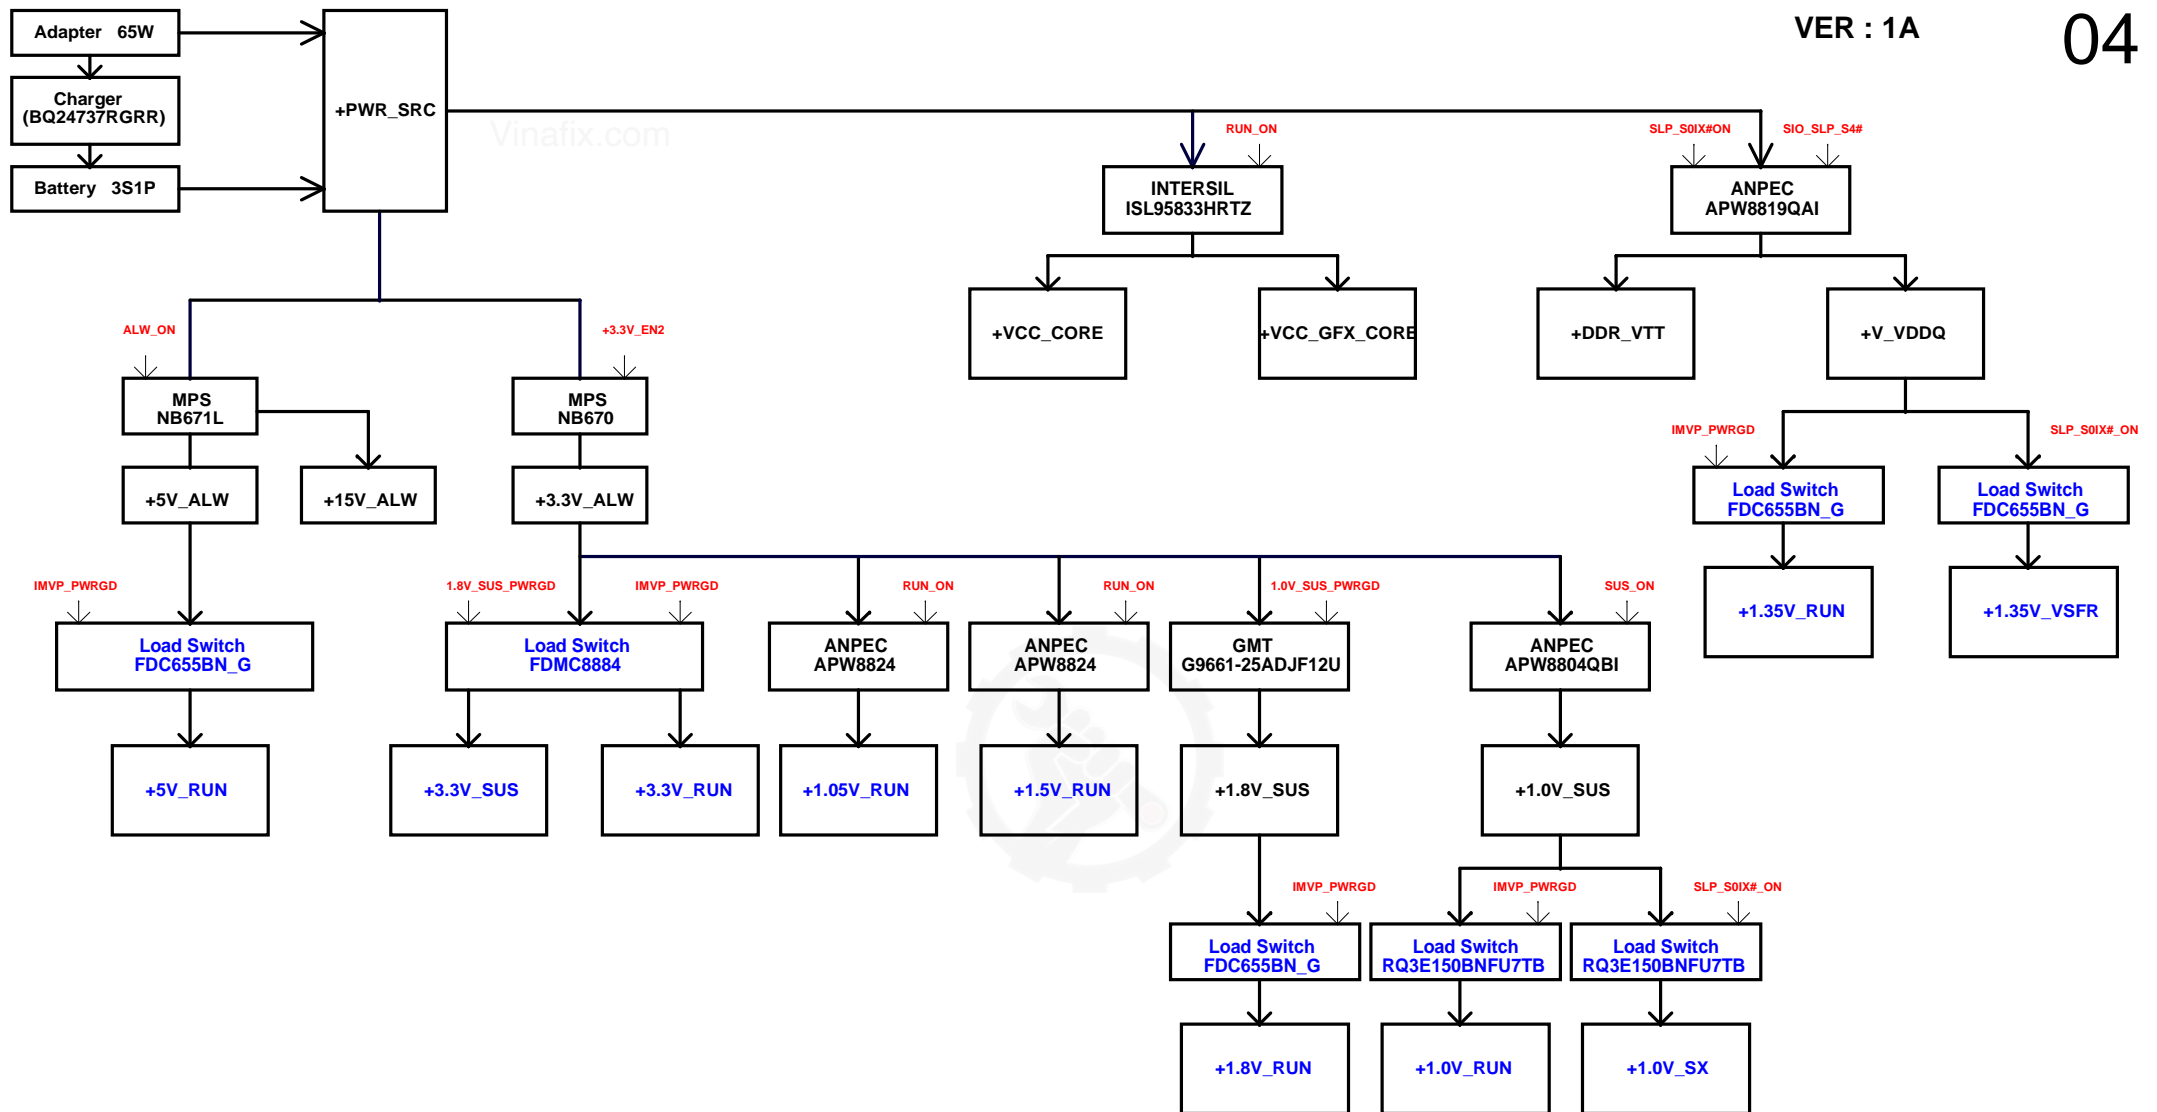 VER : 1A
04
Adapter 65W
Charger
(BQ24737RGRR)
Battery 3S1P
+PWR_SRC
Vinafix.com
RUN_ON
SLP_S0IX#ON
SIO_SLP_S4#
INTERSIL
ISL95833HRTZ
ANPEC
APW8819QAI
+VCC_CORE
+VCC_GFX_CORE
+DDR_VTT
+V_VDDQ
ALW_ON
+3.3V_EN2
MPS
NB671L
MPS
NB670
IMVP_PWRGD
SLP_S0IX#_ON
+5V_ALW
+15V_ALW
+3.3V_ALW
Load Switch
FDC655BN_G
Load Switch
FDC655BN_G
IMVP_PWRGD
1.8V_SUS_PWRGD
IMVP_PWRGD
RUN_ON
RUN_ON
1.0V_SUS_PWRGD
SUS_ON
+1.35V_RUN
+1.35V_VSFR
Load Switch
FDC655BN_G
Load Switch
FDMC8884
ANPEC
APW8824
ANPEC
APW8824
GMT
G9661-25ADJF12U
ANPEC
APW8804QBI
+5V_RUN
+3.3V_SUS
+3.3V_RUN
+1.05V_RUN
+1.5V_RUN
+1.8V_SUS
+1.0V_SUS
IMVP_PWRGD
IMVP_PWRGD
SLP_S0IX#_ON
Load Switch
FDC655BN_G
Load Switch
RQ3E150BNFU7TB
Load Switch
RQ3E150BNFU7TB
+1.8V_RUN
+1.0V_RUN
+1.0V_SX